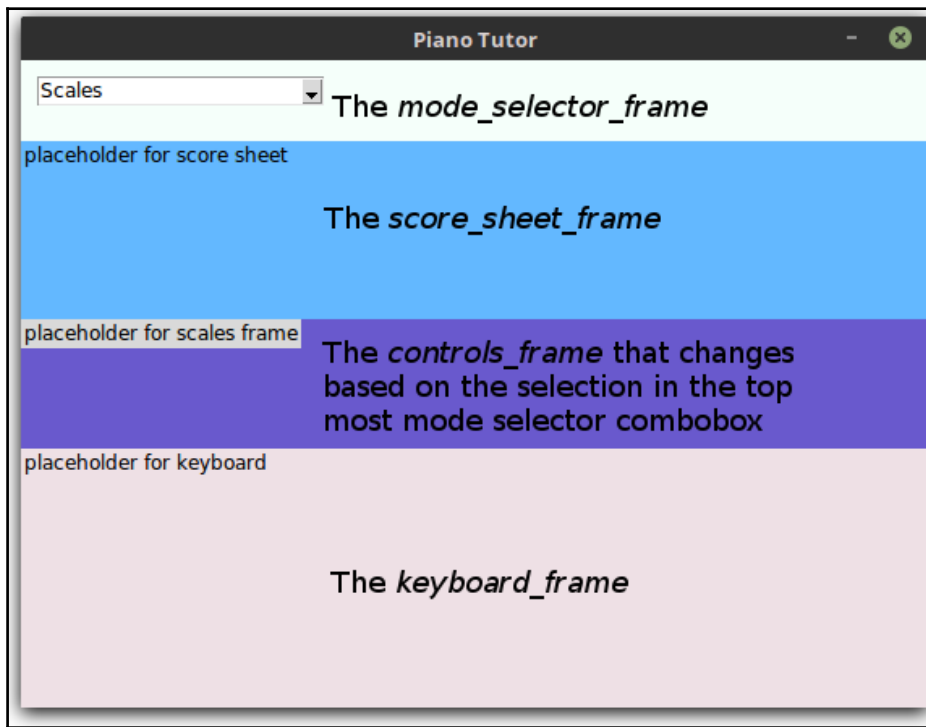 Piano Tutor
Scales
The mode_selector_frame
placeholder for score sheet
The score_sheet_frame
placeholder for scales frame
The controls_frame that changes
based on the selection in the top
most mode selector combobox
placeholder for keyboard
The keyboard_frame